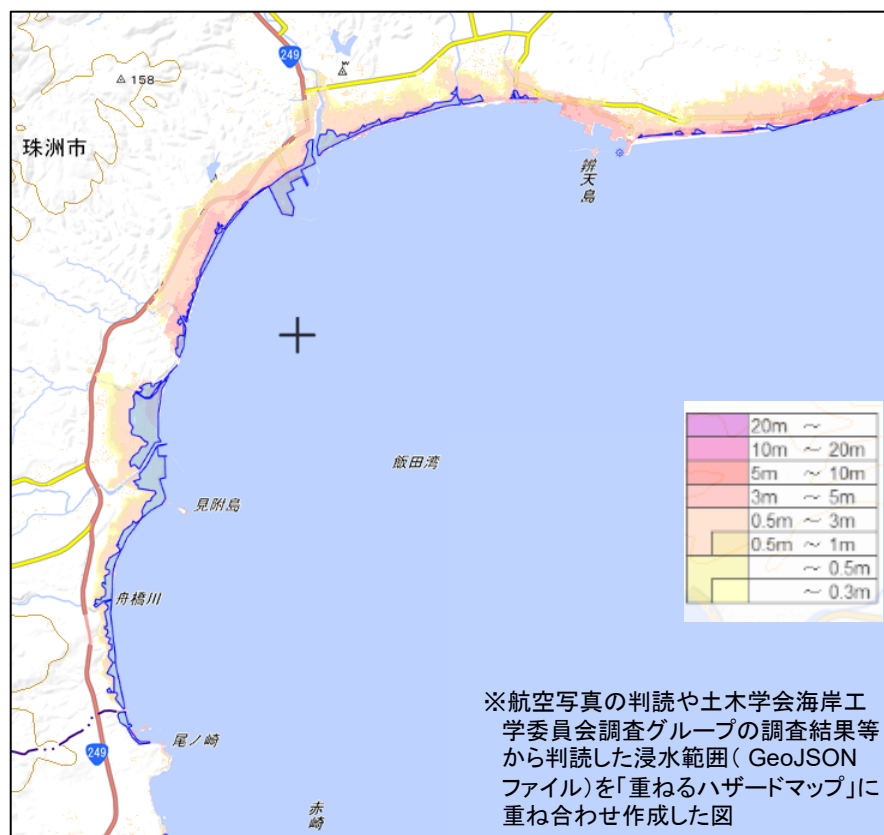 249
158
珠洲市
辨天島
飯田湾
見附島
舟橋川
20m ～
10m ～ 20m
5m ～ 10m
3m ～ 5m
0.5m ～ 3m
0.5m ～ 1m
～ 0.5m
～ 0.3m
249
尾ノ崎
赤崎
※航空写真の判読や土木学会海岸工
学委員会調査グループの調査結果等
から判読した浸水範囲( GeoJSON
ファイル)を「重ねるハザードマップ」に
重ね合わせ作成した図